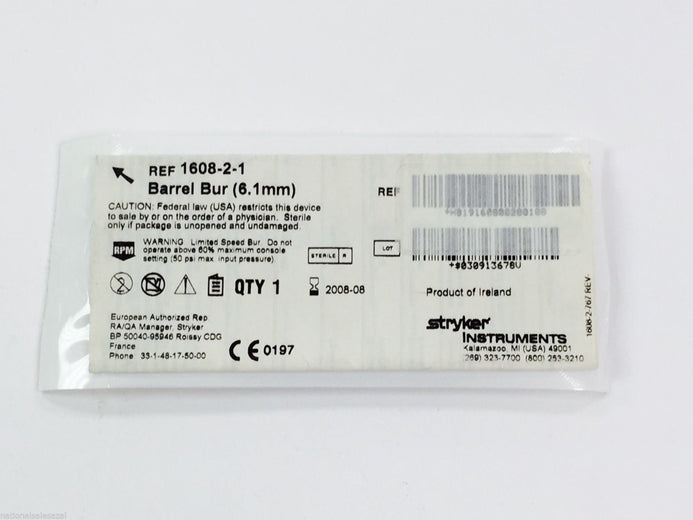 REF 1608-2-1
Barrel Bur (6.1mm)
CAUTION: Federal law (USA) restricts this device
to sale by or on the order of a physician. Sterile
only if package is unopened and undamaged.
RPM
WARNING Limited Speed Bur. Do not
operate above 60% maximum console
setting (50 psi max input pressure).
2
QTY 1
European Authorized Rep
RA/QA Manager, Stryker
BP 50040-95946 Roissy CDG
France
Phone: 33-1-48-17-50-00
CE 0197
STERILE R
2008-08
REF
LOT
+$030913678V
Product of Ireland
stryker
INSTRUMENTS
Kalamazoo, MI (USA) 49001
(269) 323-7700 (800) 253-3210
1608-2-767 REV-
nationalsalesazal